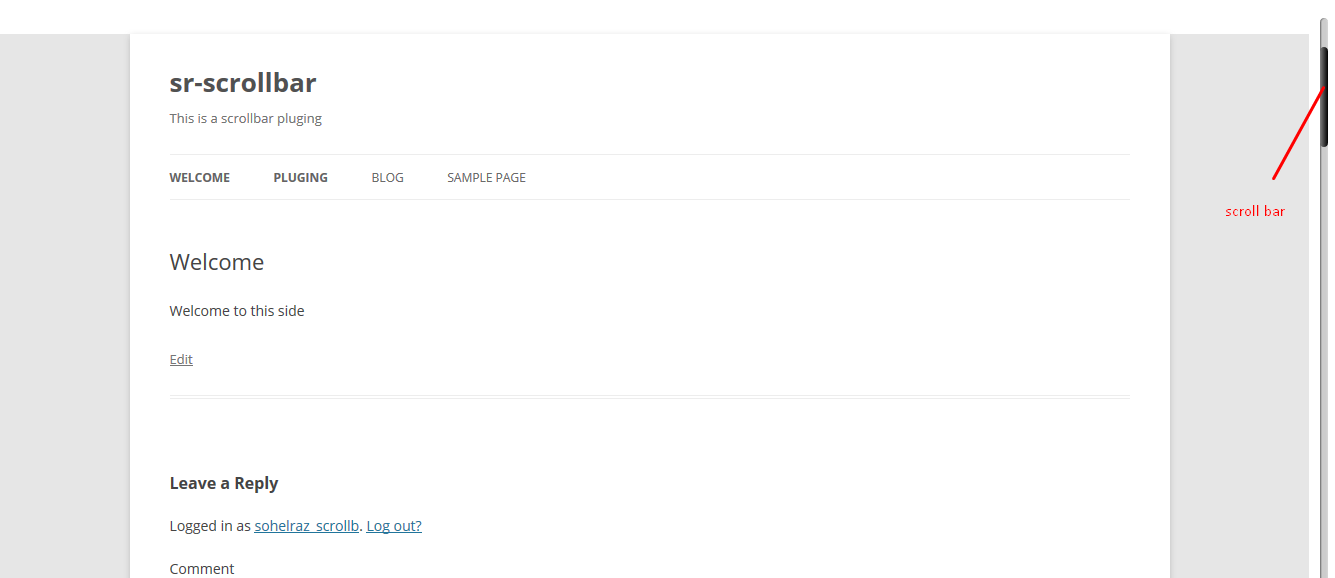 sr-scrollbar
This is a scrollbar pluging
WELCOME PLUGING BLOG SAMPLE PAGE
scroll bar
Welcome
Welcome to this side
Edit
Leave a Reply
Logged in as sohelraz_scrollb. Log out?
Comment